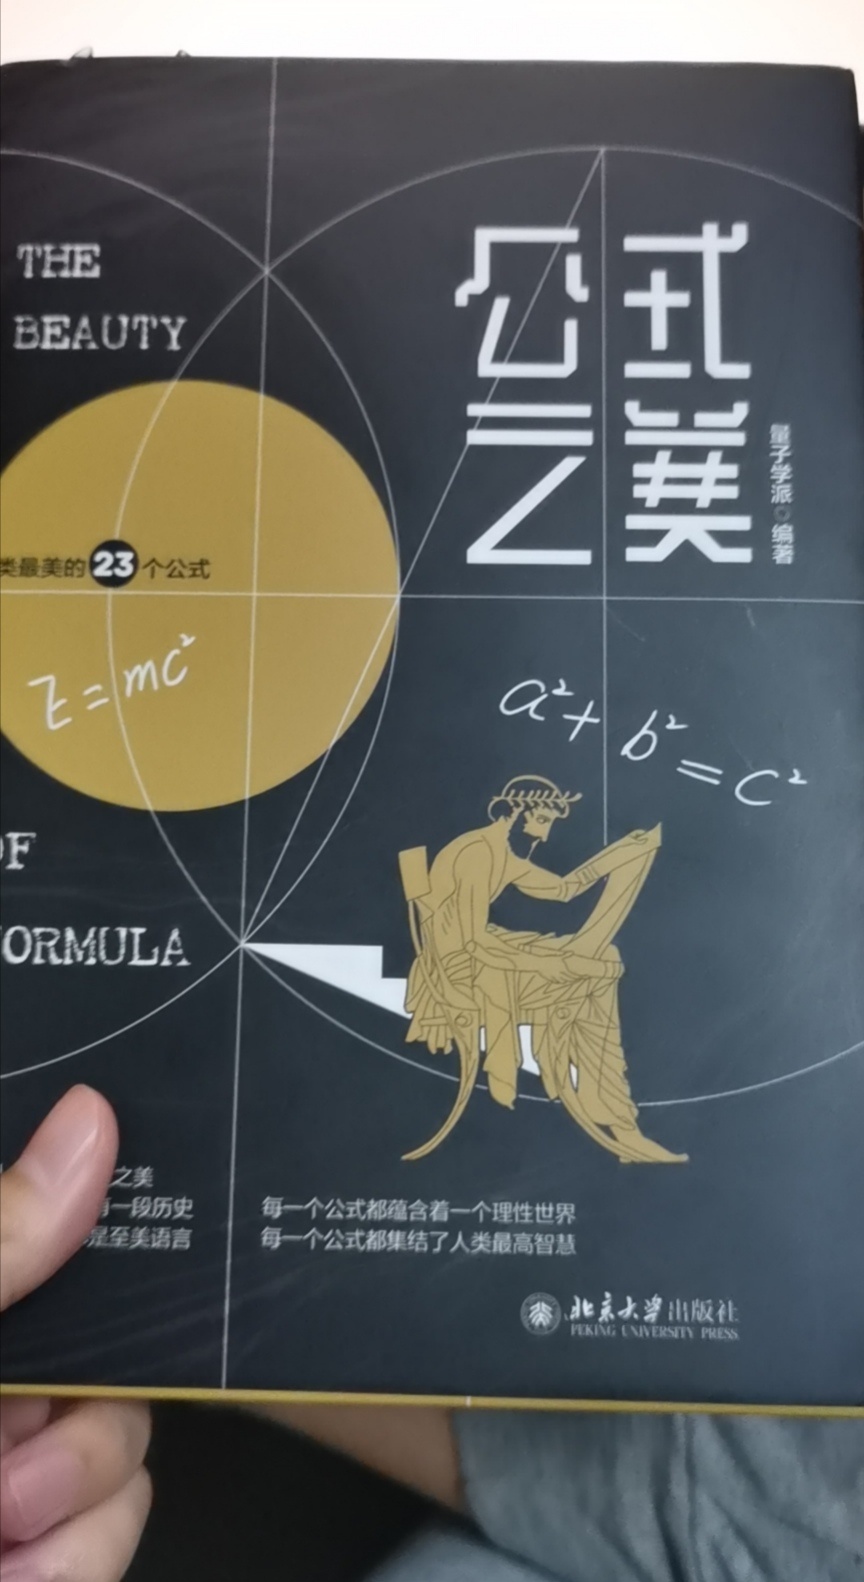 THE
BEAUTY
公式
之美
量子学派◎编著
类最美的23个公式
E=mc²
a²+b²=c²
OF
ORMULA
之美
一段历史
是至美语言
每一个公式都蕴含着一个理性世界
每一个公式都集结了人类最高智慧
北京大学出版社
PEKING UNIVERSITY PRESS